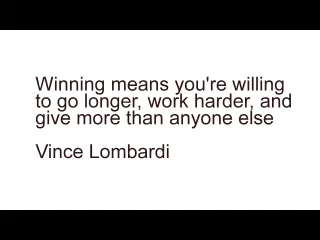 Winning means you're willing
to go longer, work harder, and
give more than anyone else
Vince Lombardi